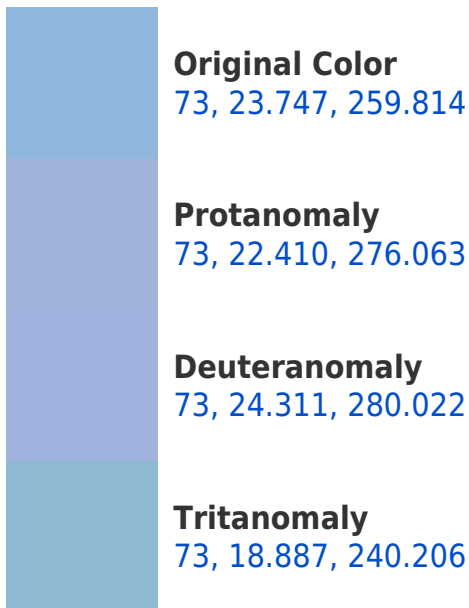 Original Color
73, 23.747, 259.814
Protanomaly
73, 22.410, 276.063
Deuteranomaly
73, 24.311, 280.022
Tritanomaly
73, 18.887, 240.206